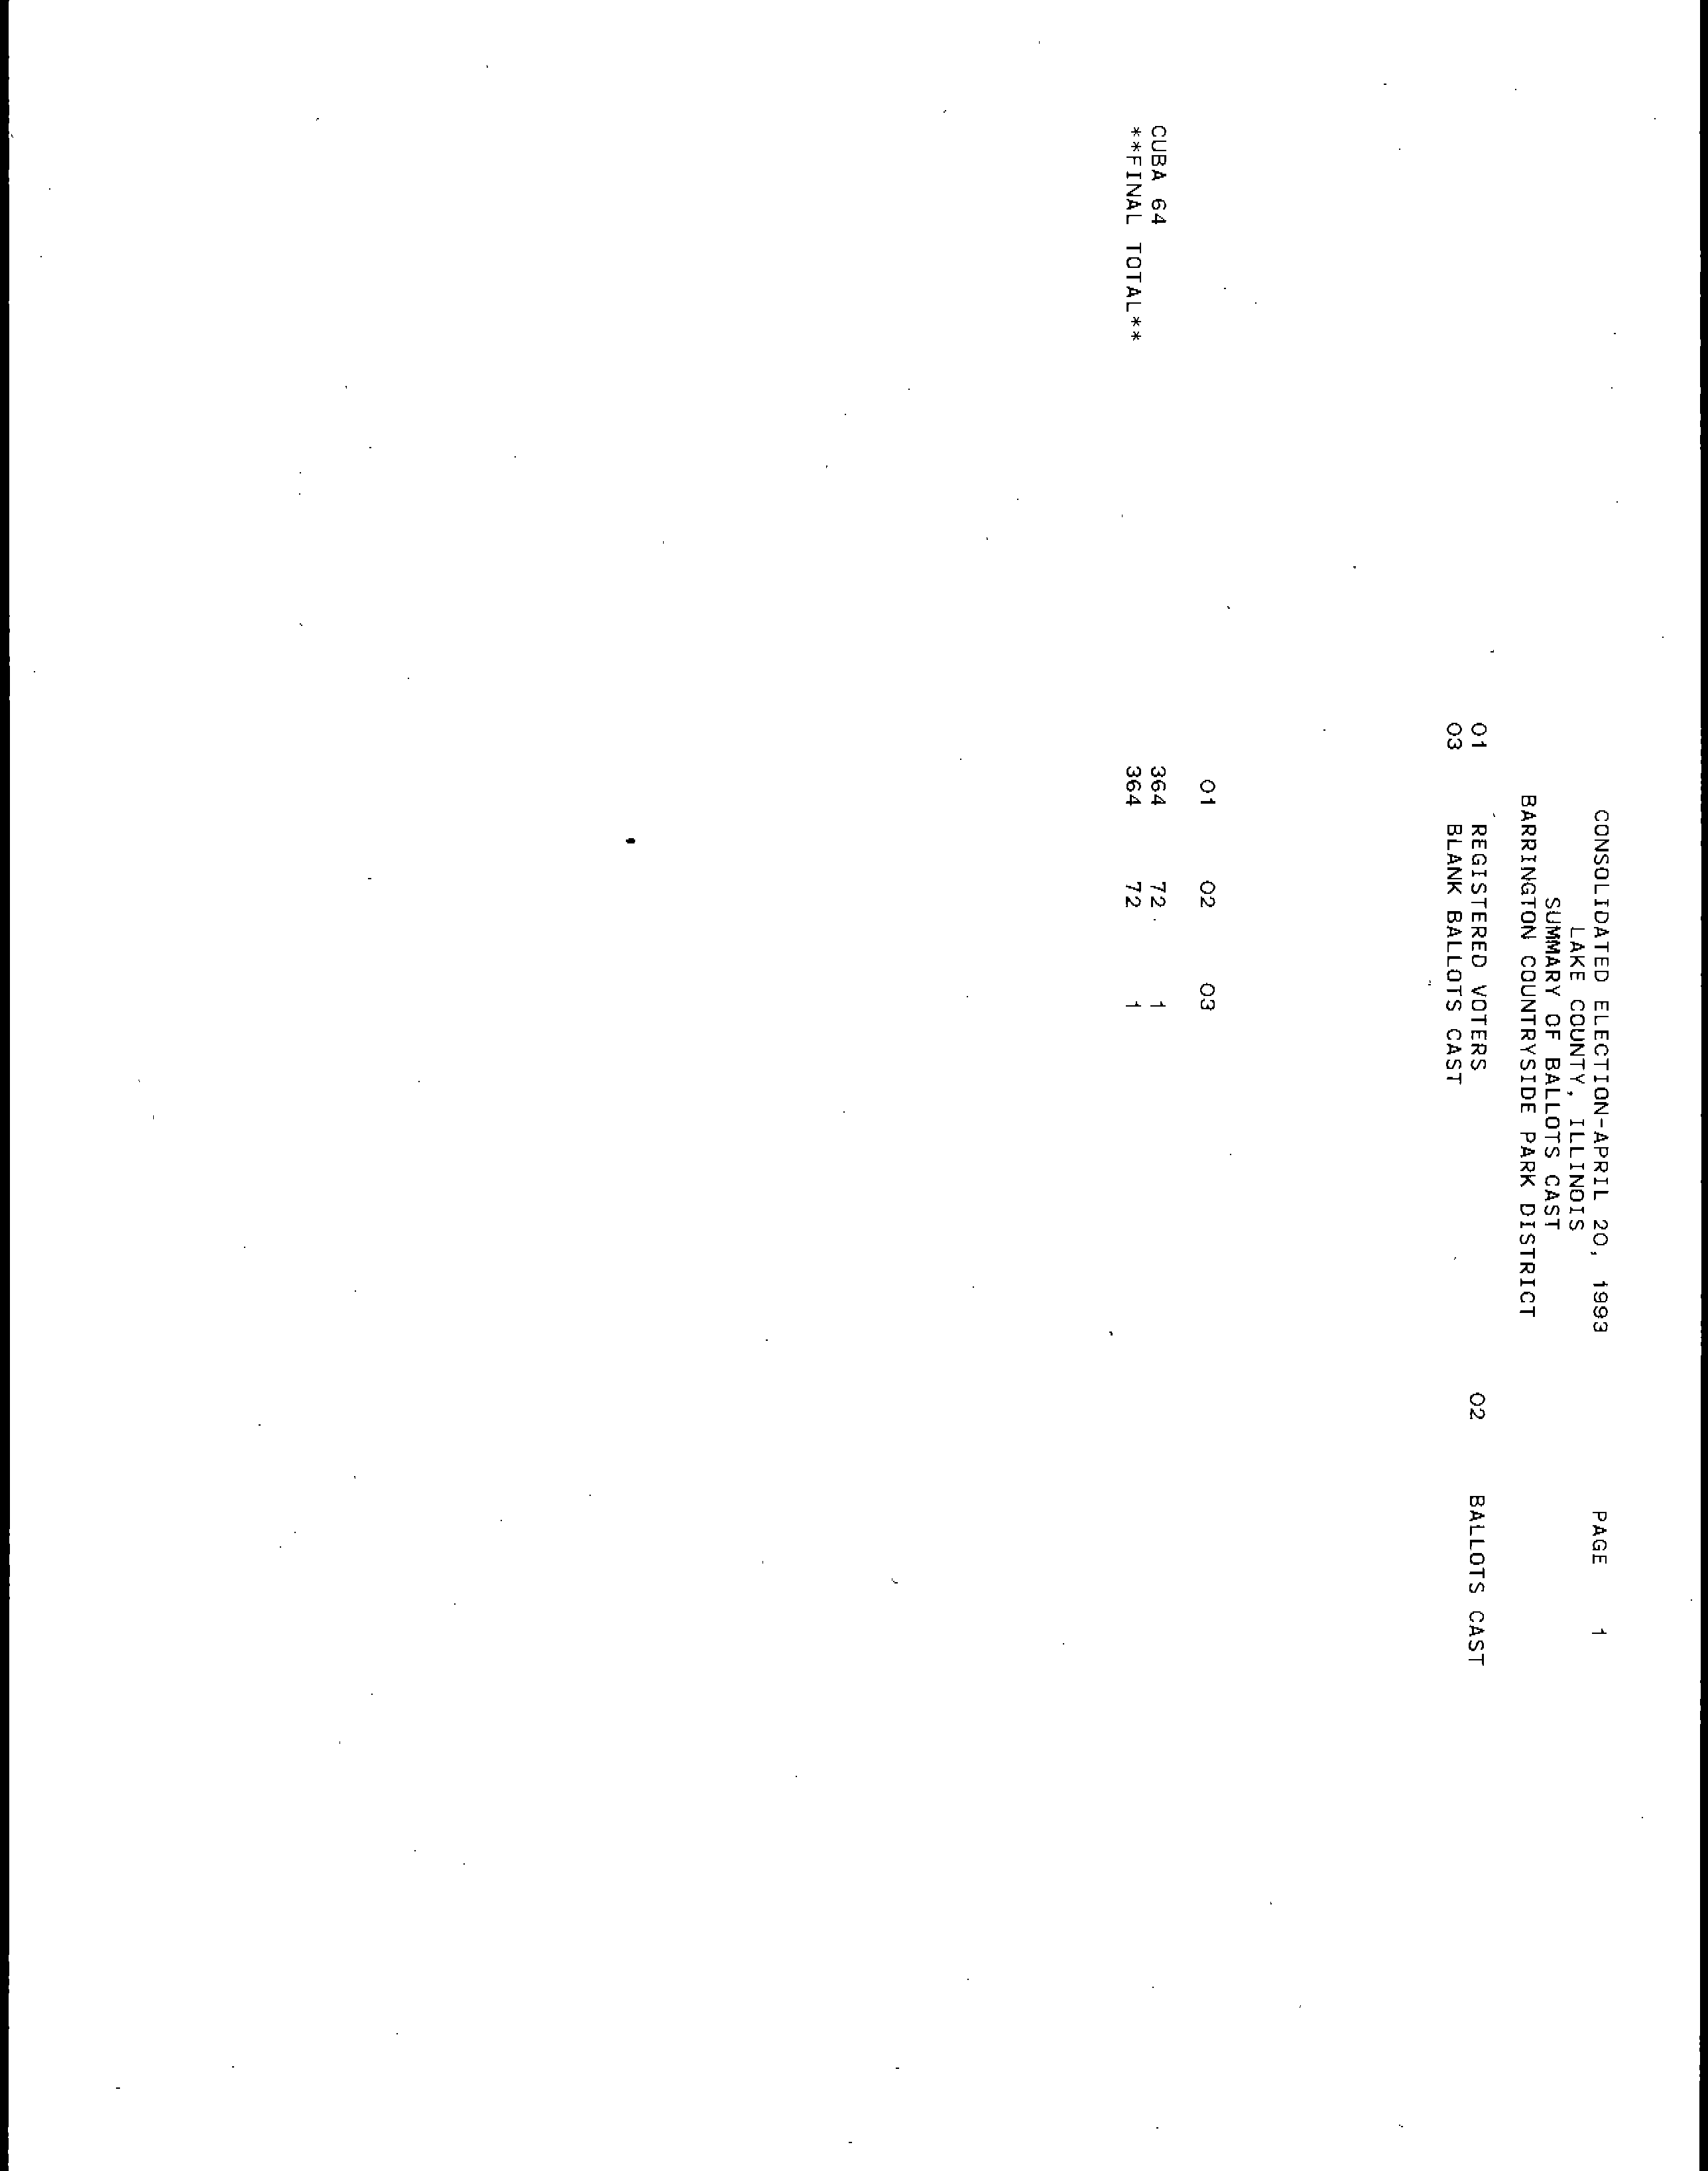 CONSOLIDATED ELECTION-APRIL 20, 1993 PAGE 1
LAKE COUNTY, ILLINOIS
SUMMARY OF BALLOTS CAST
BARRINGTON COUNTRYSIDE PARK DISTRICT
01 REGISTERED VOTERS 02 BALLOTS CAST
03 BLANK BALLOTS CAST
01 02 03
CUBA 64 364 72 1
**FINAL TOTAL** 364 72 1